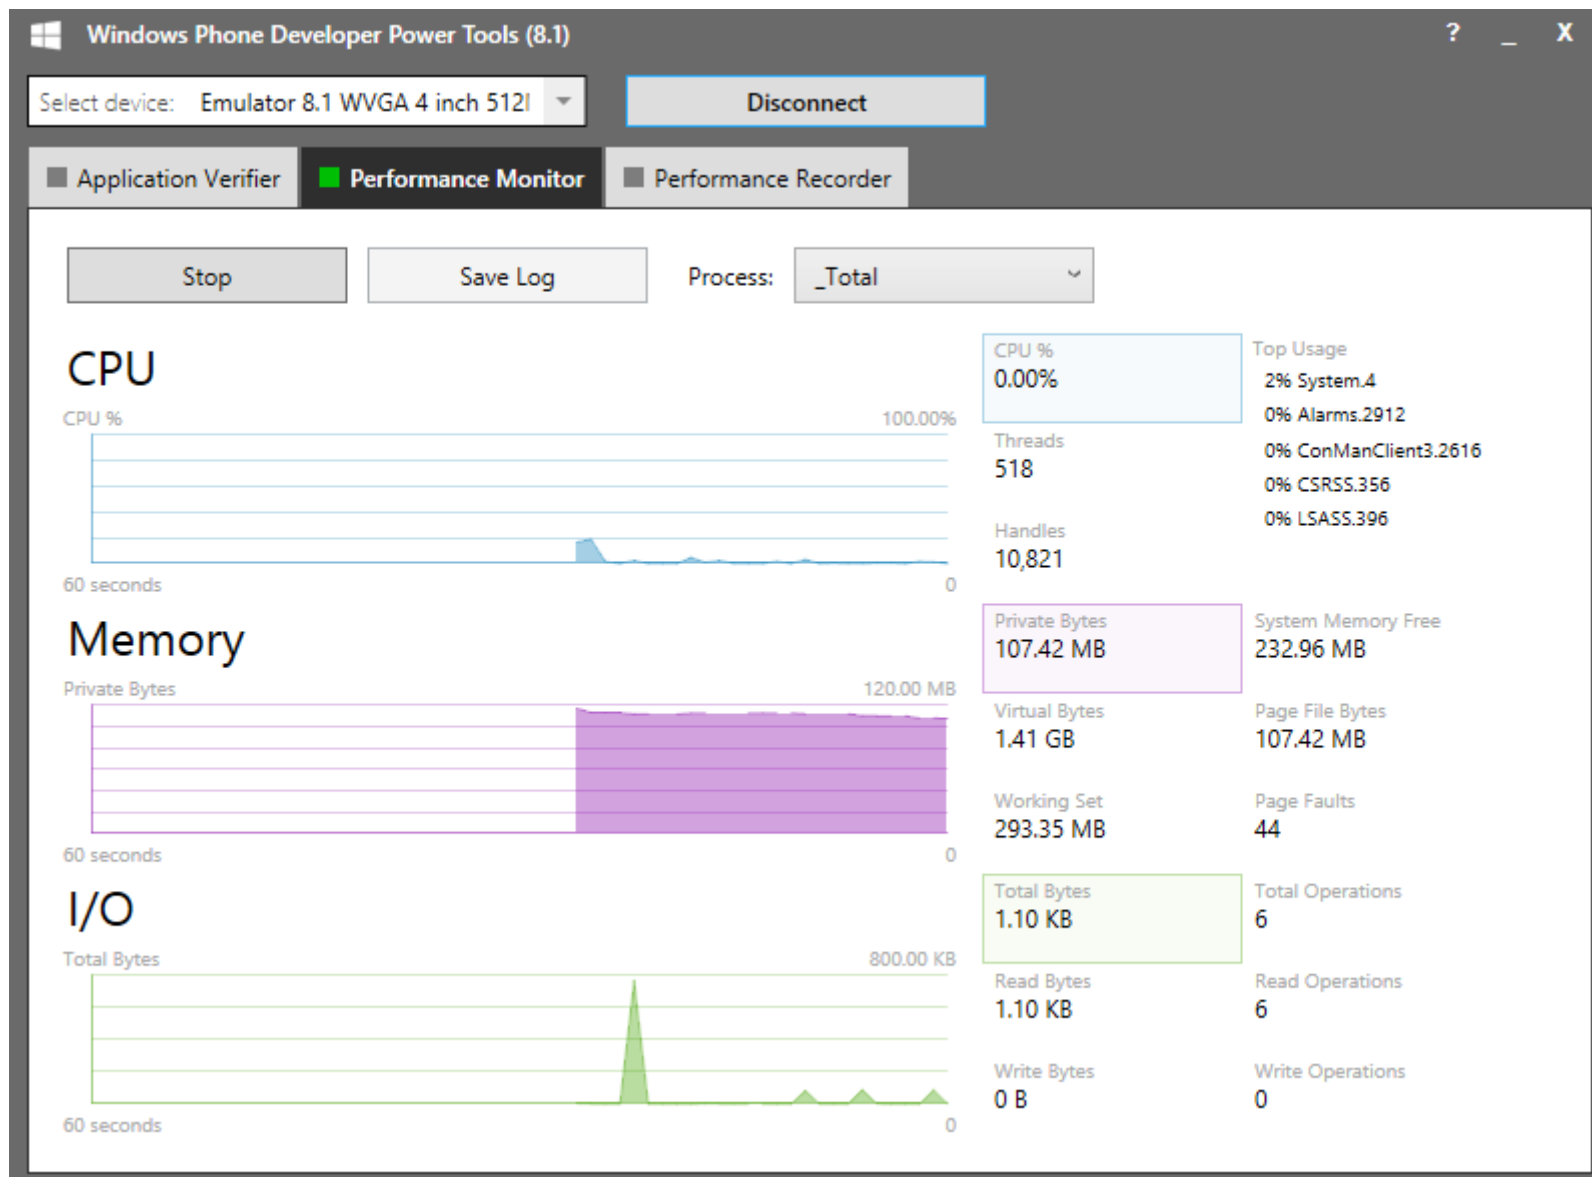 Windows Phone Developer Power Tools (8.1)
? _ X
Select device: Emulator 8.1 WVGA 4 inch 512
Disconnect
Application Verifier
Performance Monitor
Performance Recorder
Stop
Save Log
Process: _Total
CPU
CPU % 100.00%
60 seconds 0
CPU %
0.00%
Threads
518
Handles
10,821
Top Usage
2% System.4
0% Alarms.2912
0% ConManClient3.2616
0% CSRSS.356
0% LSASS.396
Memory
Private Bytes 120.00 MB
60 seconds 0
Private Bytes
107.42 MB
System Memory Free
232.96 MB
Virtual Bytes
1.41 GB
Page File Bytes
107.42 MB
Working Set
293.35 MB
Page Faults
44
I/O
Total Bytes 800.00 KB
60 seconds 0
Total Bytes
1.10 KB
Total Operations
6
Read Bytes
1.10 KB
Read Operations
6
Write Bytes
0 B
Write Operations
0